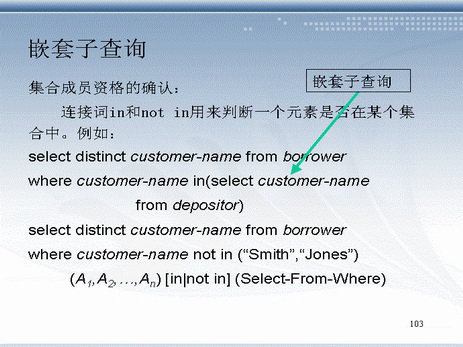 嵌套子查询
集合成员资格的确认：
嵌套子查询
连接词in和not in用来判断一个元素是否在某个集
合中。例如：
select distinct customer-name from borrower
where customer-name in(select customer-name
from depositor)
select distinct customer-name from borrower
where customer-name not in (“Smith”,“Jones”)
(A1,A2,…,An) [in|not in] (Select-From-Where)
103